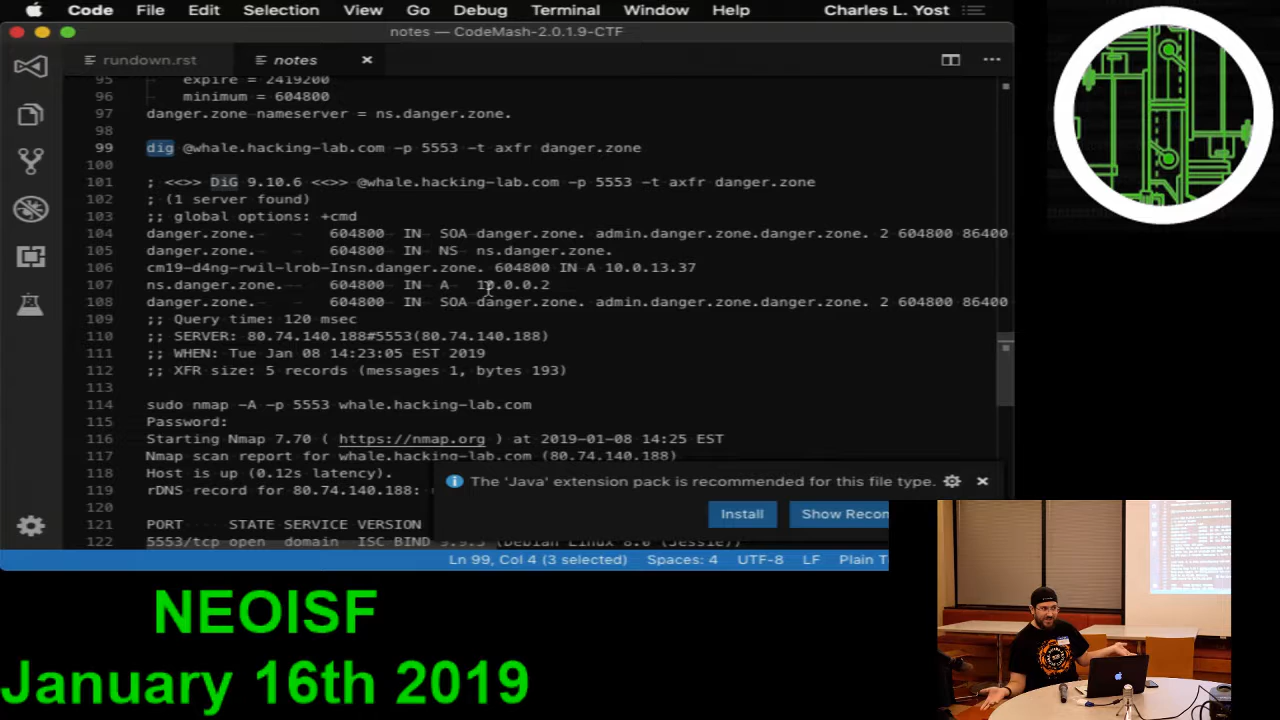 Code File Edit Selection View Go Debug Terminal Window Help Charles L. Yost
notes — CodeMash-2.0.1.9-CTF
rundown.rst notes
95 expire = 2419200
96 minimum = 604800
97 danger.zone nameserver = ns.danger.zone.
98
99 dig @whale.hacking-lab.com -p 5553 -t axfr danger.zone
100
101 ; <<>> DiG 9.10.6 <<>> @whale.hacking-lab.com -p 5553 -t axfr danger.zone
102 ; (1 server found)
103 ;; global options: +cmd
104 danger.zone. 604800 IN SOA danger.zone. admin.danger.zone.danger.zone. 2 604800 86400
105 danger.zone. 604800 IN NS ns.danger.zone.
106 cm19-d4ng-rwil-lrob-Insn.danger.zone. 604800 IN A 10.0.13.37
107 ns.danger.zone. 604800 IN A 10.0.0.2
108 danger.zone. 604800 IN SOA danger.zone. admin.danger.zone.danger.zone. 2 604800 86400
109 ;; Query time: 120 msec
110 ;; SERVER: 80.74.140.188#5553(80.74.140.188)
111 ;; WHEN: Tue Jan 08 14:23:05 EST 2019
112 ;; XFR size: 5 records (messages 1, bytes 193)
113
114 sudo nmap -A -p 5553 whale.hacking-lab.com
115 Password:
116 Starting Nmap 7.70 ( https://nmap.org ) at 2019-01-08 14:25 EST
117 Nmap scan report for whale.hacking-lab.com (80.74.140.188)
118 Host is up (0.12s latency).
119 rDNS record for 80.74.140.188:
120
121 PORT STATE SERVICE VERSION
122 5553/tcp open domain ISC BIND (Debian Linux 8.0 (Jessie))
The 'Java' extension pack is recommended for this file type.
Install Show Recom
Ln 99, Col 4 (3 selected) Spaces: 4 UTF-8 LF Plain T
NEOISF
January 16th 2019